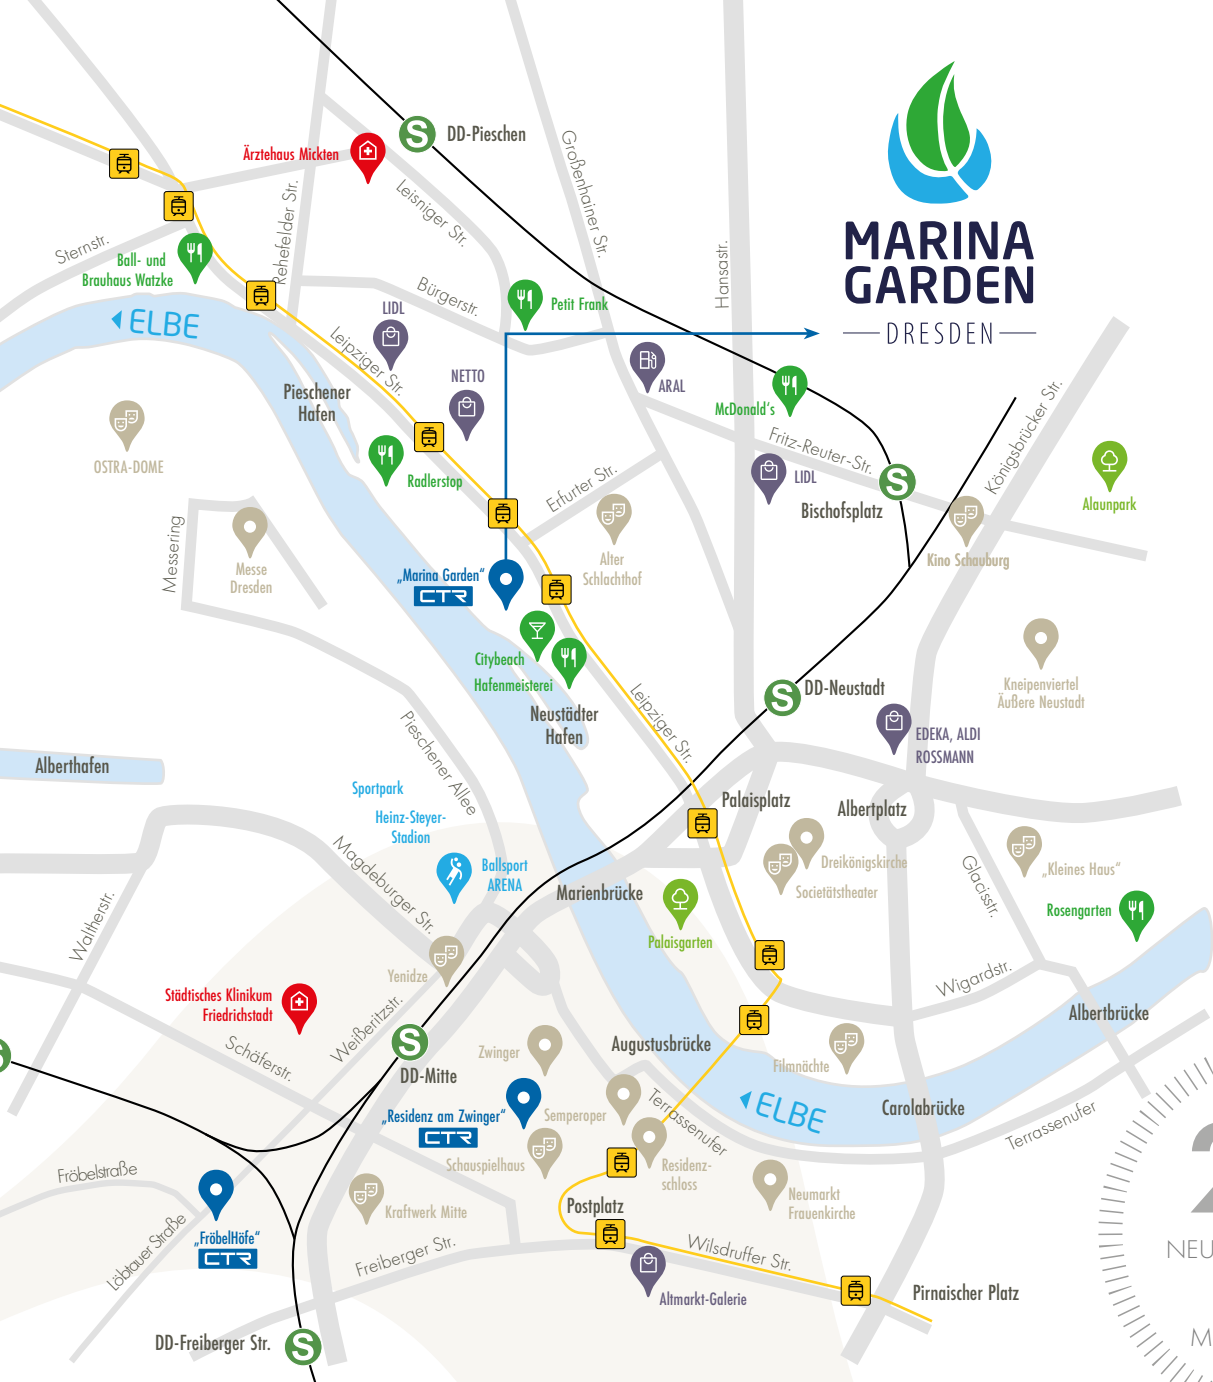 MARINA
GARDEN
DRESDEN
DD-Pieschen
S
Ärztehaus Mickten
Großenhainer Str.
Leisniger Str.
Rehefelder Str.
Sternstr.
Ball- und
Brauhaus Watzke
Hansastr.
Bürgerstr.
Petit Frank
LIDL
ELBE
Leipziger Str.
NETTO
ARAL
Pieschener
Hafen
McDonald's
Fritz-Reuter-Str.
Königsbrücker Str.
OSTRA-DOME
Radlerstop
Erfurter Str.
LIDL
S
Bischofsplatz
Alaunpark
Messering
Messe
Dresden
Alter
Schlachthof
Kino Schauburg
„Marina Garden“
CTR
Citybeach
Hafenmeisterei
Neustädter
Hafen
Leipziger Str.
S
DD-Neustadt
Kneipenviertel
Äußere Neustadt
EDEKA, ALDI
ROSSMANN
Pieschener Allee
Alberthafen
Sportpark
Heinz-Steyer-
Stadion
Ballsport
ARENA
Palaisplatz
Albertplatz
Magdeburger Str.
Marienbrücke
Dreikönigskirche
Societätstheater
„Kleines Haus“
Glacisstr.
Rosengarten
Waltherstr.
Palaisgarten
Yenidze
Wigardstr.
Städtisches Klinikum
Friedrichstadt
Weißeritzstr.
Albertbrücke
Schäferstr.
S
S
DD-Mitte
Zwinger
Augustusbrücke
Filmnächte
„Residenz am Zwinger“
CTR
Semperoper
Terrassenufer
ELBE
Carolabrücke
Terrassenufer
Schauspielhaus
Residenz-
schloss
Fröbelstraße
Löbtauer Straße
„FröbelHöfe“
CTR
Kraftwerk Mitte
Postplatz
Neumarkt
Frauenkirche
Freiberger Str.
Wilsdruffer Str.
Altmarkt-Galerie
Pirnaischer Platz
DD-Freiberger Str.
S
NEU
M